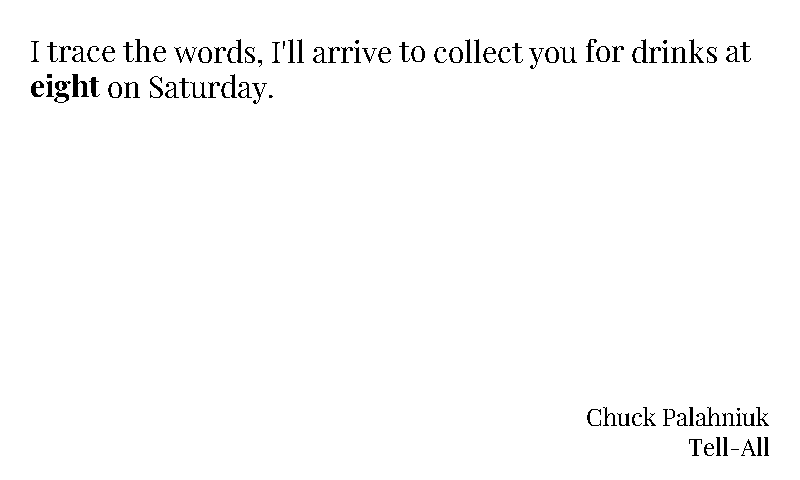 I trace the words, I'll arrive to collect you for drinks at
eight on Saturday.
Chuck Palahniuk
Tell-All